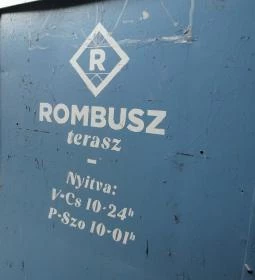 R
ROMBUSZ
terasz
–
Nyitva:
V-Cs 10-24h
P-Szo 10-01h